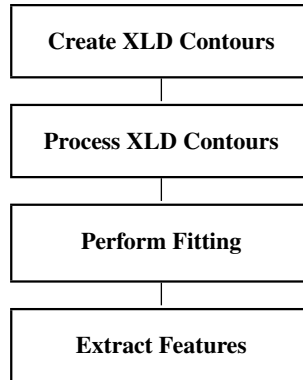 Create XLD Contours
Process XLD Contours
Perform Fitting
Extract Features